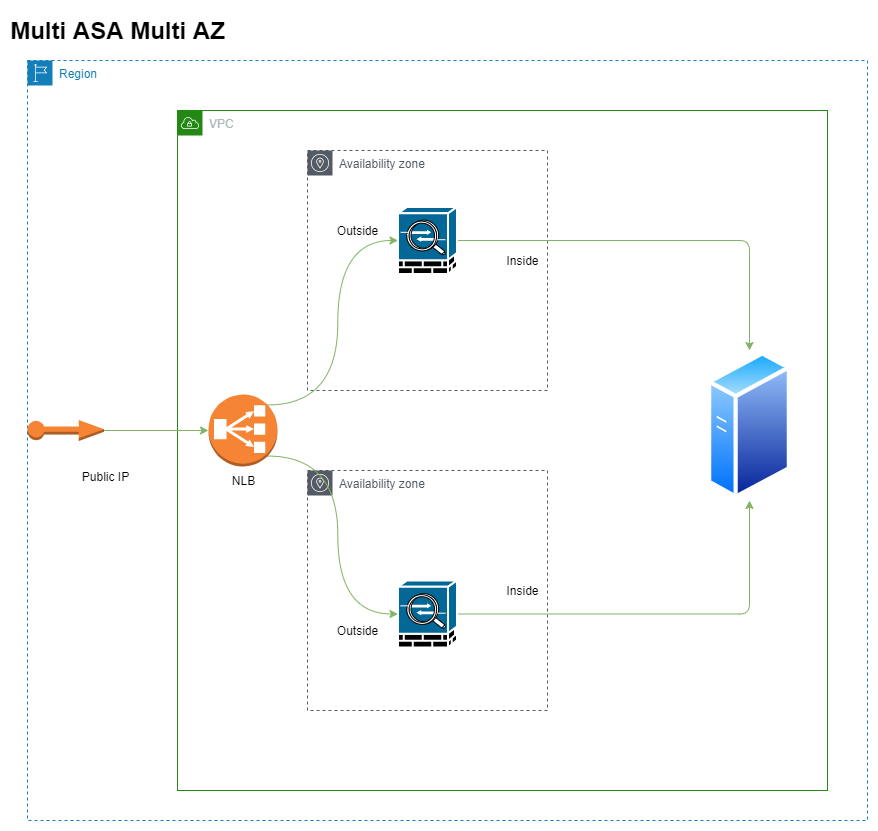 Multi ASA Multi AZ
Region
VPC
Availability zone
Outside
Inside
Public IP
NLB
Availability zone
Inside
Outside